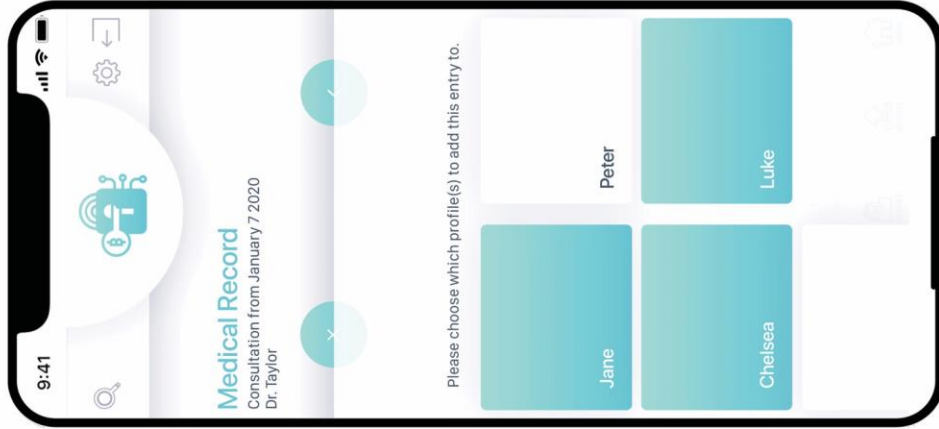 9:41
Medical Record
Consultation from January 7 2020
Dr. Taylor
Please choose which profile(s) to add this entry to.
Jane
Peter
Chelsea
Luke